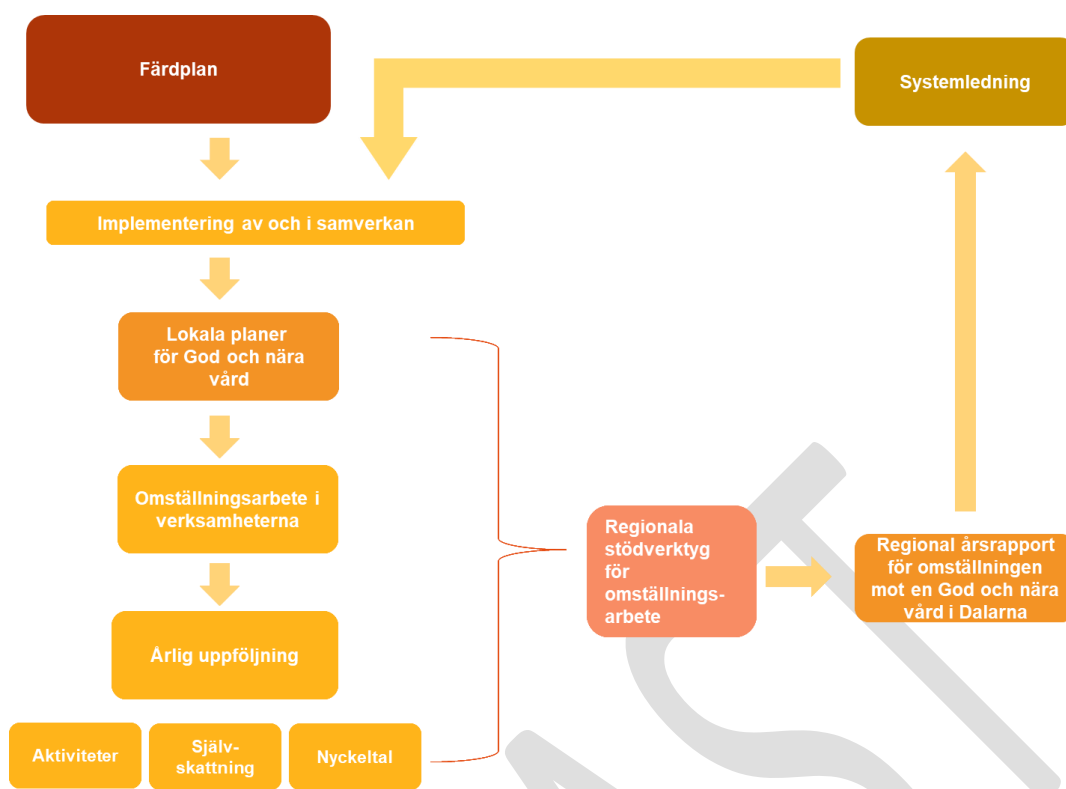 Färdplan
Systemledning
Implementering av och i samverkan
Lokala planer
för God och nära
vård
Omställningsarbete i
verksamheterna
Årlig uppföljning
Aktiviteter
Själv-
skattning
Nyckeltal
Regionala
stödverktyg
för
omställnings-
arbete
Regional årsrapport
för omställningen
mot en God och nära
vård i Dalarna